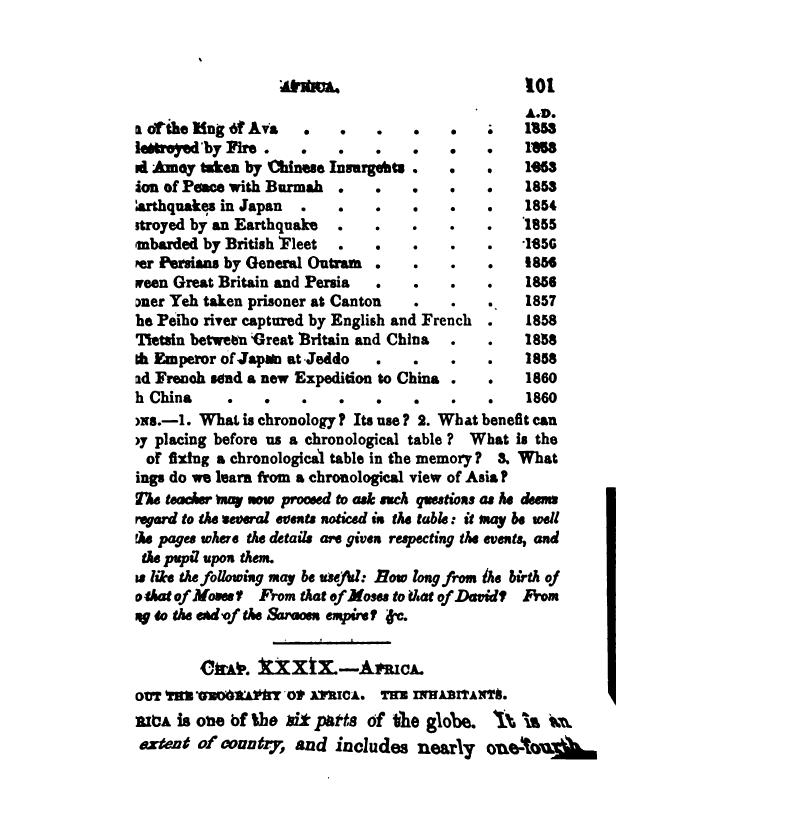 AFRICA. 101
A.D.
of the King of Ava . . . . . . 1853
by Fire . . . . . . . 1853
Amoy taken by Chinese Insurgents . . . 1853
ion of Peace with Burmah . . . . . 1853
arthquakes in Japan . . . . . . 1854
stroyed by an Earthquake . . . . . 1855
mbarded by British Fleet . . . . . 1856
er Persians by General Outram . . . . 1856
ween Great Britain and Persia . . . . 1856
oner Yeh taken prisoner at Canton . . . 1857
he Peiho river captured by English and French . 1858
Tietsin between Great Britain and China . . 1858
th Emperor of Japan at Jeddo . . . . 1858
nd French send a new Expedition to China . . 1860
h China . . . . . . . . 1860
ONS.—1. What is chronology? Its use? 2. What benefit can
by placing before us a chronological table? What is the
of fixing a chronological table in the memory? 3. What
ings do we learn from a chronological view of Asia?
The teacher may now proceed to ask such questions as he deems
regard to the several events noticed in the table: it may be well
the pages where the details are given respecting the events, and
the pupil upon them.
us like the following may be useful: How long from the birth of
o that of Moses? From that of Moses to that of David? From
ng to the end of the Saracen empire? &c.
CHAP. XXXIX.—AFRICA.
OUT THE GEOGRAPHY OF AFRICA. THE INHABITANTS.
RICA is one of the six parts of the globe. It is an
extent of country, and includes nearly one-fourth